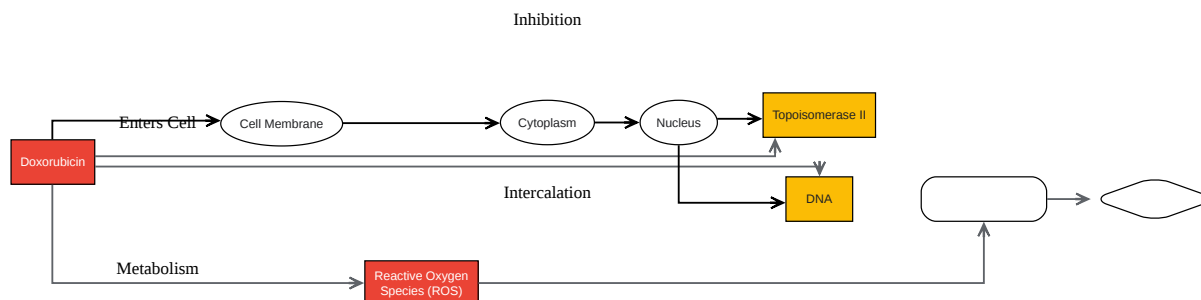 Inhibition
Enters Cell
Cell Membrane
Cytoplasm
Nucleus
Topoisomerase II
Doxorubicin
Intercalation
DNA
Metabolism
Reactive Oxygen
Species (ROS)